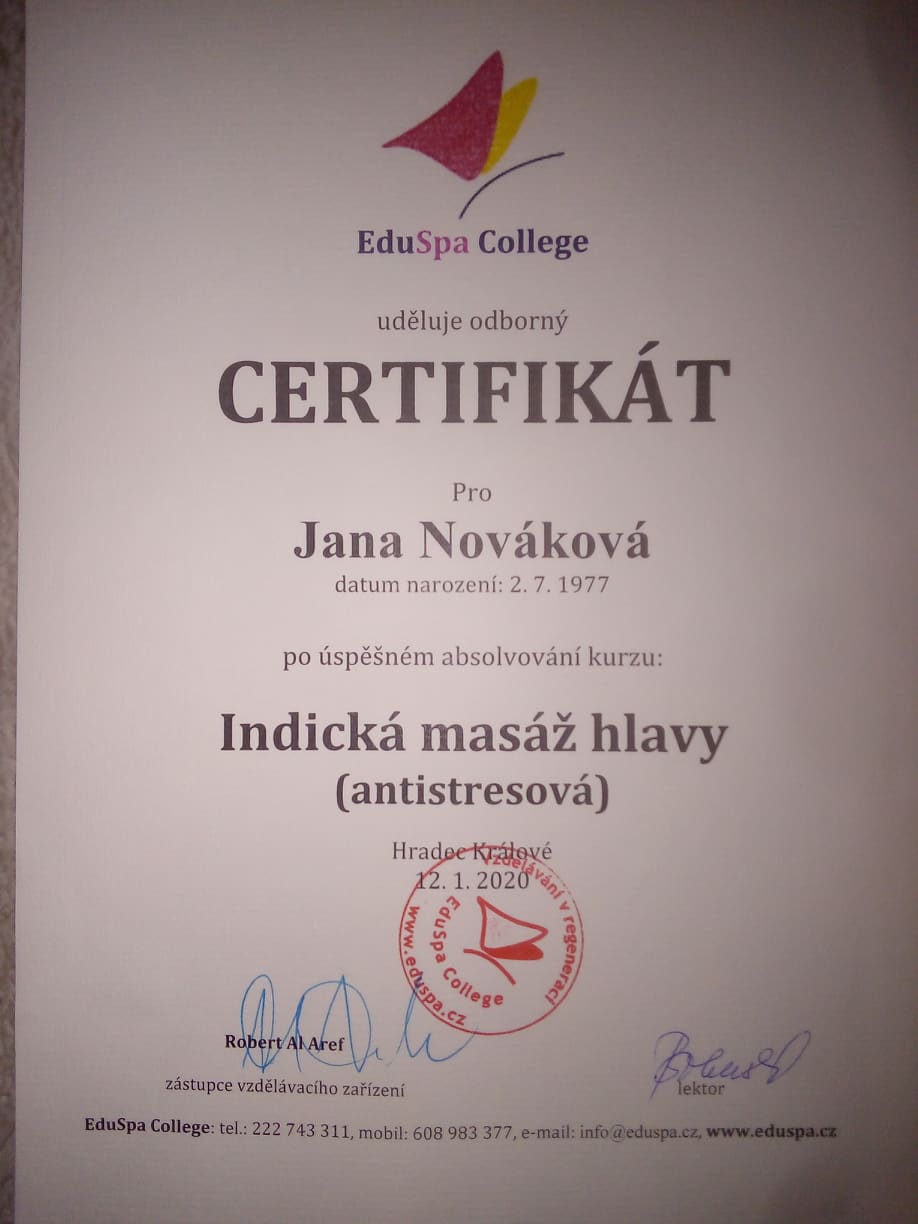 EduSpa College
uděluje odborný
CERTIFIKÁT
Pro
Jana Nováková
datum narození: 2. 7. 1977
po úspěšném absolvování kurzu:
Indická masáž hlavy
(antistresová)
Hradec Králové
12. 1. 2020
Vzdělávání v regeneraci
EduSpa College
www.eduspa.cz
Robert Al Aref
zástupce vzdělávacího zařízení
lektor
EduSpa College: tel.: 222 743 311, mobil: 608 983 377, e-mail: info@eduspa.cz, www.eduspa.cz